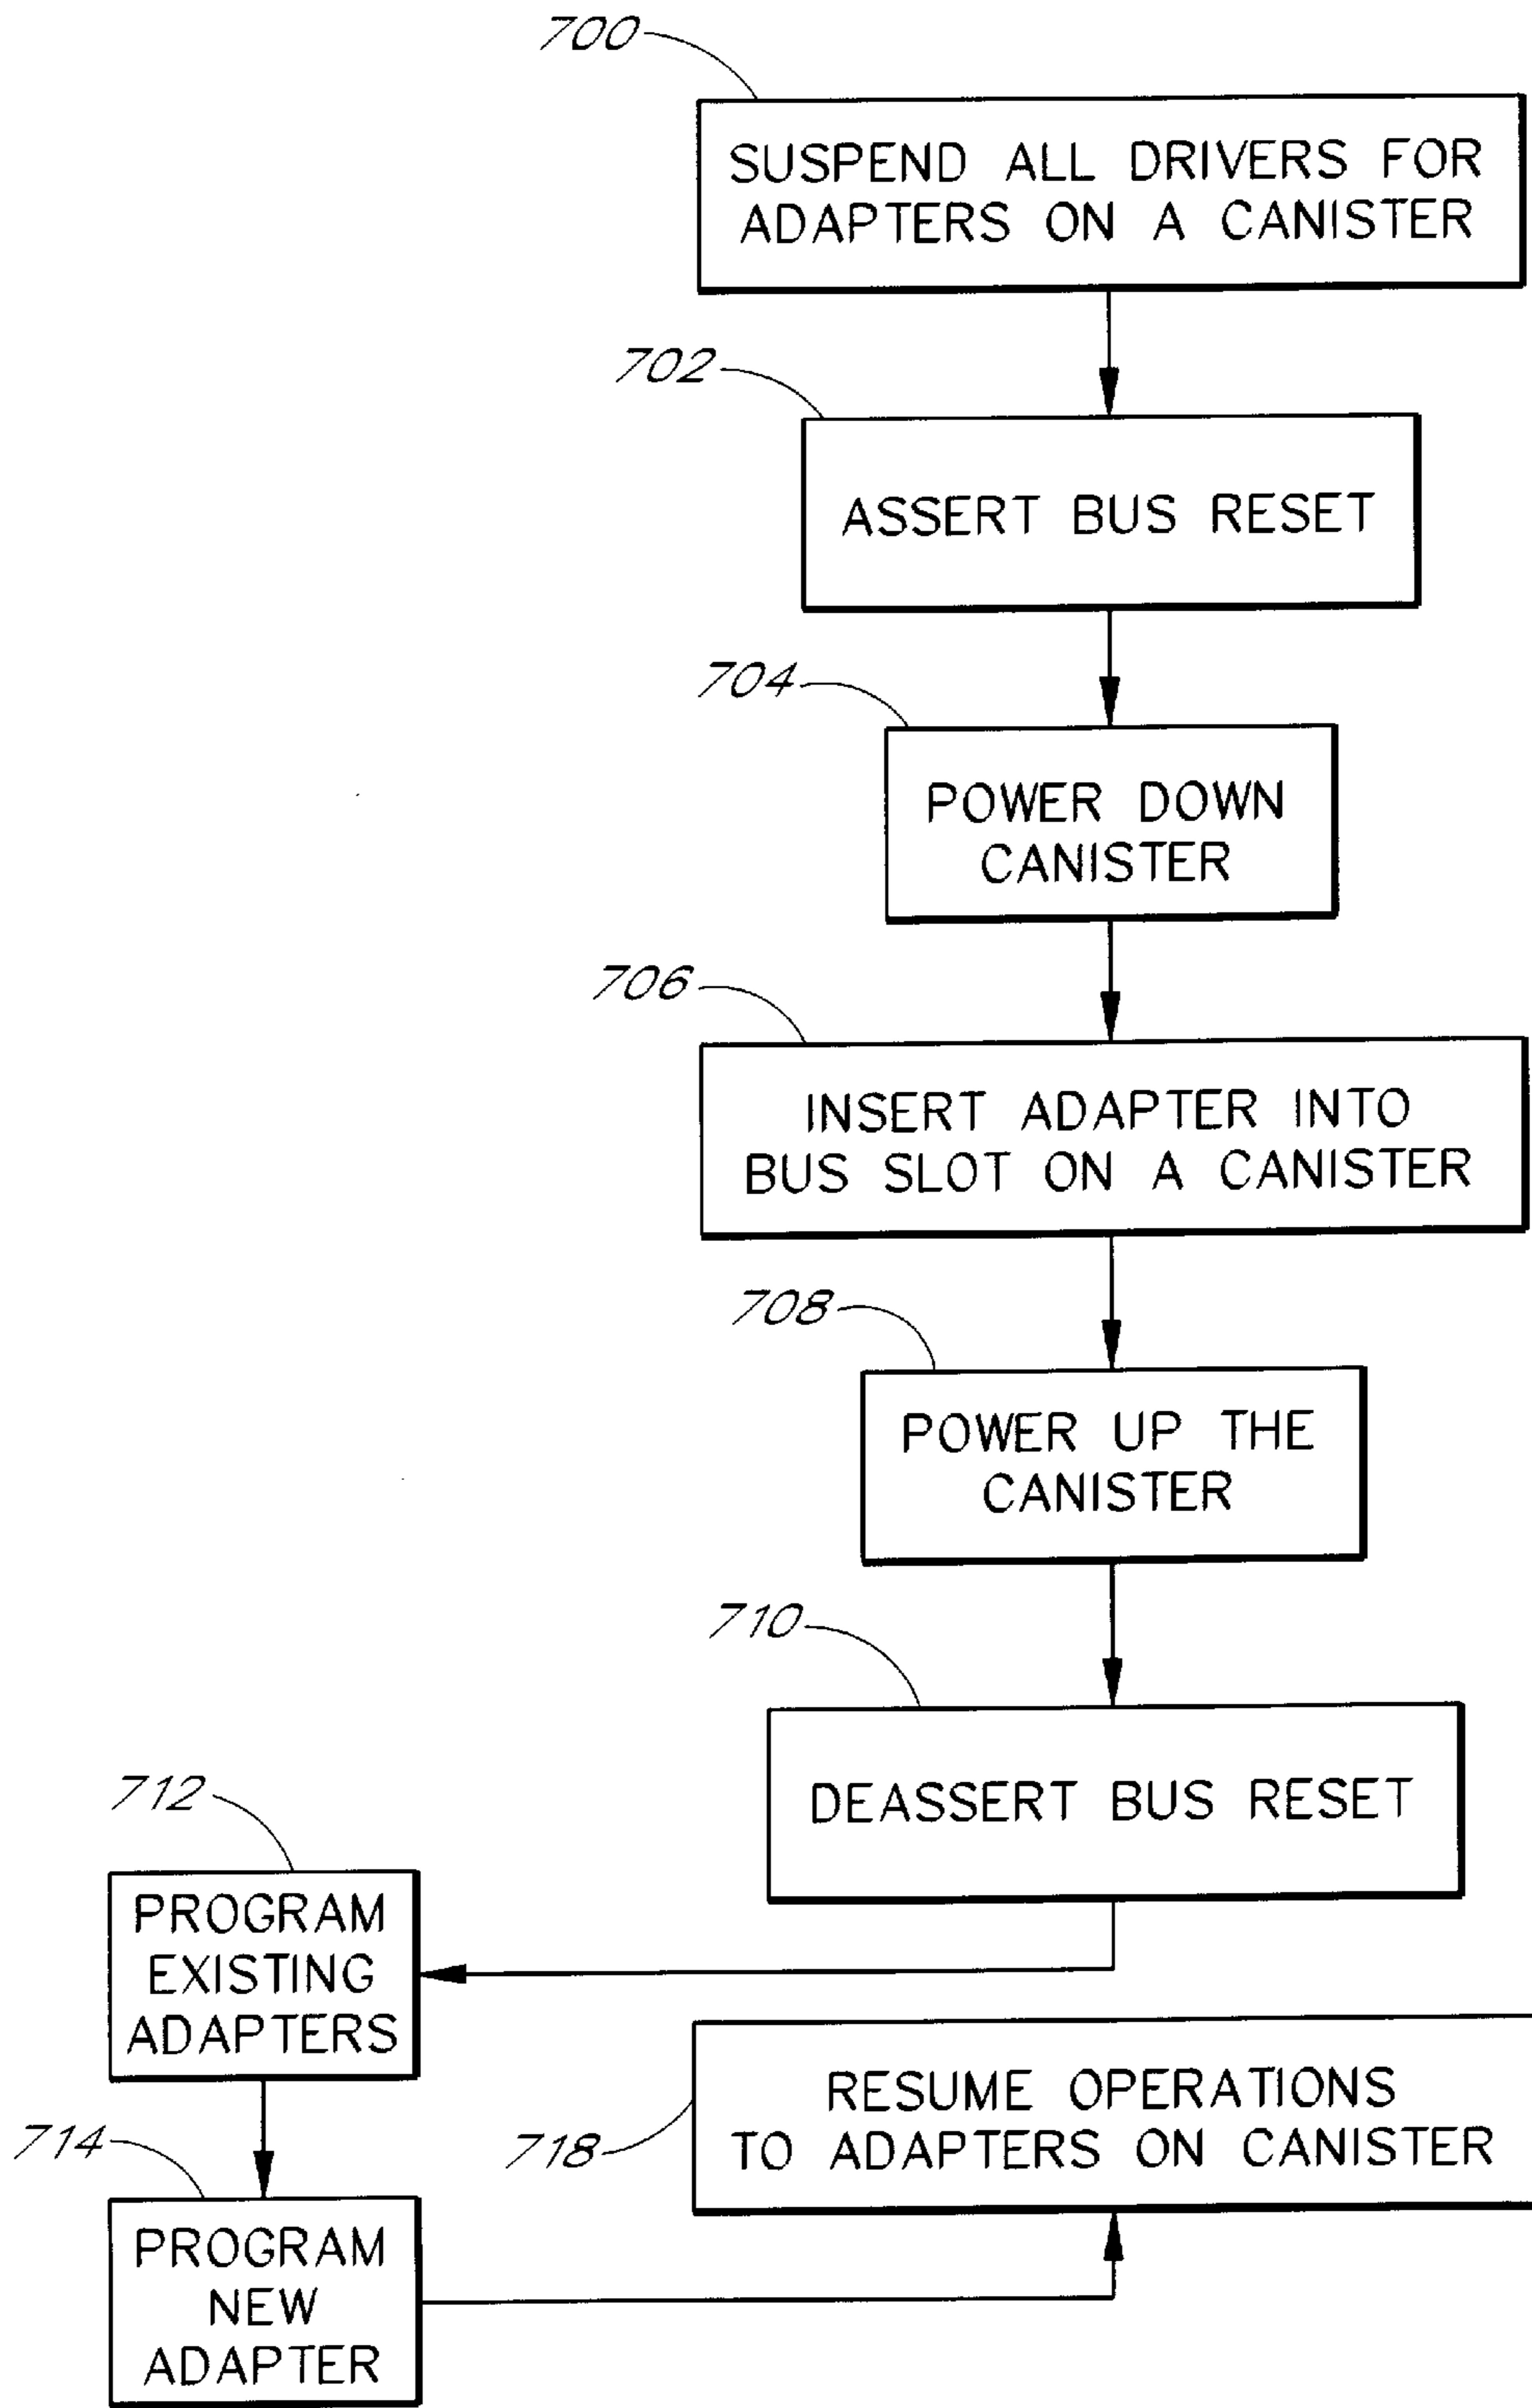 700
SUSPEND ALL DRIVERS FOR
ADAPTERS ON A CANISTER
702
ASSERT BUS RESET
704
POWER DOWN
CANISTER
706
INSERT ADAPTER INTO
BUS SLOT ON A CANISTER
708
POWER UP THE
CANISTER
710
DEASSERT BUS RESET
712
PROGRAM
EXISTING
ADAPTERS
714
PROGRAM
NEW
ADAPTER
718
RESUME OPERATIONS
TO ADAPTERS ON CANISTER